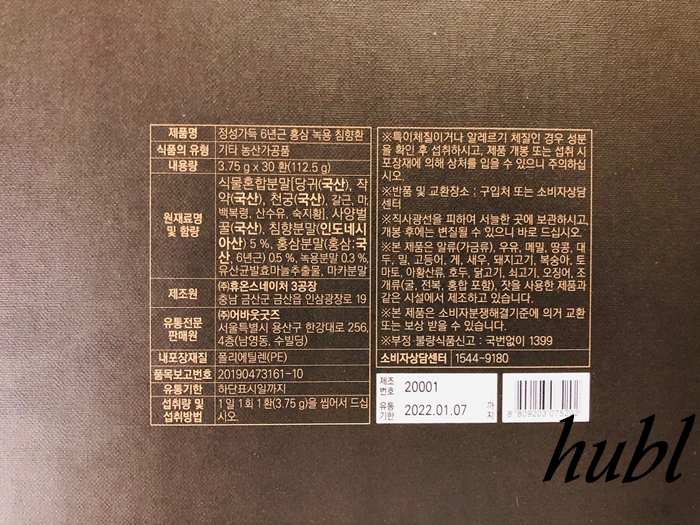 제품명 정성가득 6년근 홍삼 녹용 침향환
식품의 유형 기타 농산가공품
내용량 3.75 g x 30 환(112.5 g)
원재료명 및 함량
식물혼합분말[당귀(국산), 작
약(국산), 천궁(국산), 갈근, 마,
백복령, 산수유, 숙지황], 사양벌
꿀(국산), 침향분말(인도네시
아산) 5 %, 홍삼분말(홍삼:국
산, 6년근) 0.5 %, 녹용분말 0.3 %,
유산균발효마늘추출물, 마카분말
제조원 ㈜휴온스네이처 3공장
충남 금산군 금산읍 인삼광장로 19
유통전문 판매원 ㈜어바웃굿즈
서울특별시 용산구 한강대로 256,
4층(남영동, 수빌딩)
내포장재질 폴리에틸렌(PE)
품목보고번호 20190473161-10
유통기한 하단표시일까지
섭취량 및 섭취방법 1일 1회 1환(3.75 g)을 씹어서 드십
시오.
※특이체질이거나 알레르기 체질인 경우 성분
을 확인 후 섭취하시고, 제품 개봉 또는 섭취 시
포장재에 의해 상처를 입을 수 있으니 주의하십
시오.
※반품 및 교환장소 : 구입처 또는 소비자상담
센터
※직사광선을 피하여 서늘한 곳에 보관하시고,
개봉 후에는 변질될 수 있으니 바로 드십시오.
※본 제품은 알류(가금류), 우유, 메밀, 땅콩, 대
두, 밀, 고등어, 게, 새우, 돼지고기, 복숭아, 토
마토, 아황산류, 호두, 닭고기, 쇠고기, 오징어, 조
개류(굴, 전복, 홍합 포함), 잣을 사용한 제품과
같은 시설에서 제조하고 있습니다.
※본 제품은 소비자분쟁해결기준에 의거 교환
또는 보상 받을 수 있습니다.
※부정·불량식품신고 : 국번없이 1399
소비자상담센터 1544-9180
제조번호 20001
유통기한 2022.01.07 까지
hubl